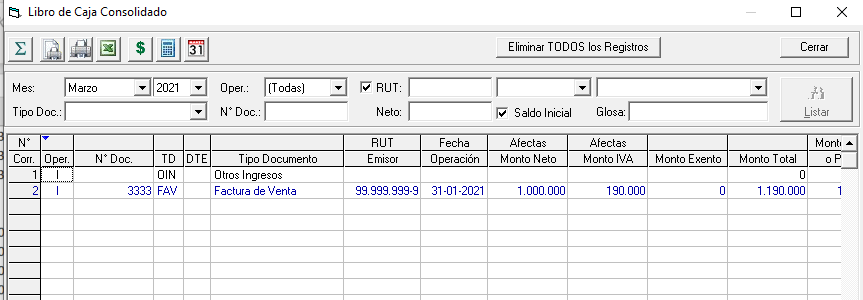 Libro de Caja Consolidado
Σ $ 31 Eliminar TODOS los Registros Cerrar
Mes: Marzo 2021 Oper.: (Todas) RUT:
Tipo Doc.: N° Doc.: Neto: Saldo Inicial Glosa: Listar
N° RUT Fecha Afectas Afectas
Corr. Oper. N° Doc. TD DTE Tipo Documento Emisor Operación Monto Neto Monto IVA Monto Exento Monto Total o P
1 I OIN Otros Ingresos 0
2 I 3333 FAV Factura de Venta 99.999.999-9 31-01-2021 1.000.000 190.000 0 1.190.000 1